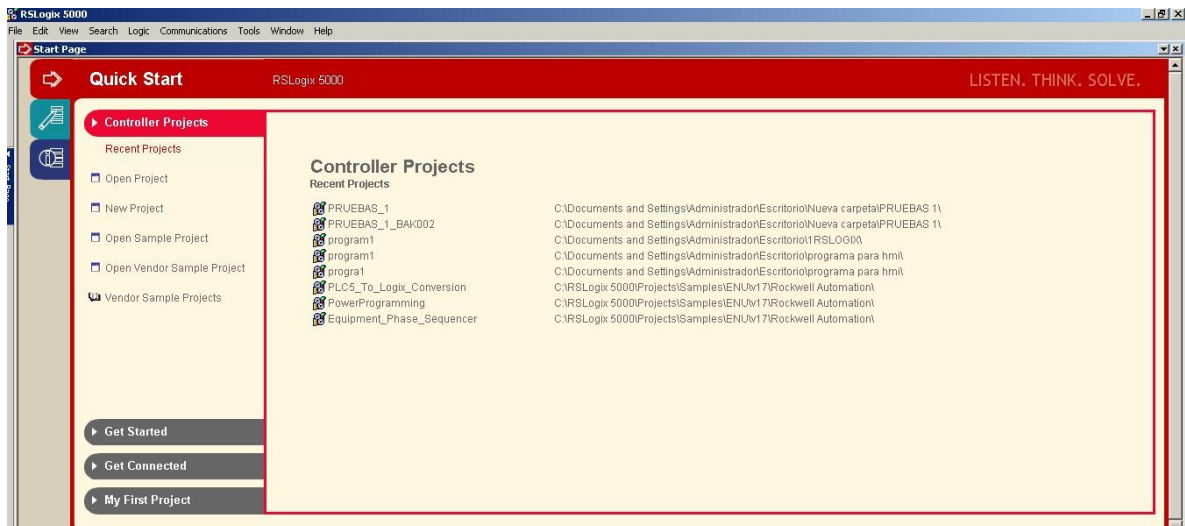 RSLogix 5000
File Edit View Search Logic Communications Tools Window Help
Start Page
Quick Start RSLogix 5000 LISTEN. THINK. SOLVE.
Controller Projects
Recent Projects
Open Project
New Project
Open Sample Project
Open Vendor Sample Project
Vendor Sample Projects
Get Started
Get Connected
My First Project
Controller Projects
Recent Projects
PRUEBAS_1 C:\Documents and Settings\Administrador\Escritorio\Nueva carpeta\PRUEBAS 1\
PRUEBAS_1_BAK002 C:\Documents and Settings\Administrador\Escritorio\Nueva carpeta\PRUEBAS 1\
program1 C:\Documents and Settings\Administrador\Escritorio\1RSLOGIX\
program1 C:\Documents and Settings\Administrador\Escritorio\programa para hmi\
progra1 C:\Documents and Settings\Administrador\Escritorio\programa para hmi\
PLC5_To_Logix_Conversion C:\RSLogix 5000\Projects\Samples\ENU\v17\Rockwell Automation\
PowerProgramming C:\RSLogix 5000\Projects\Samples\ENU\v17\Rockwell Automation\
Equipment_Phase_Sequencer C:\RSLogix 5000\Projects\Samples\ENU\v17\Rockwell Automation\